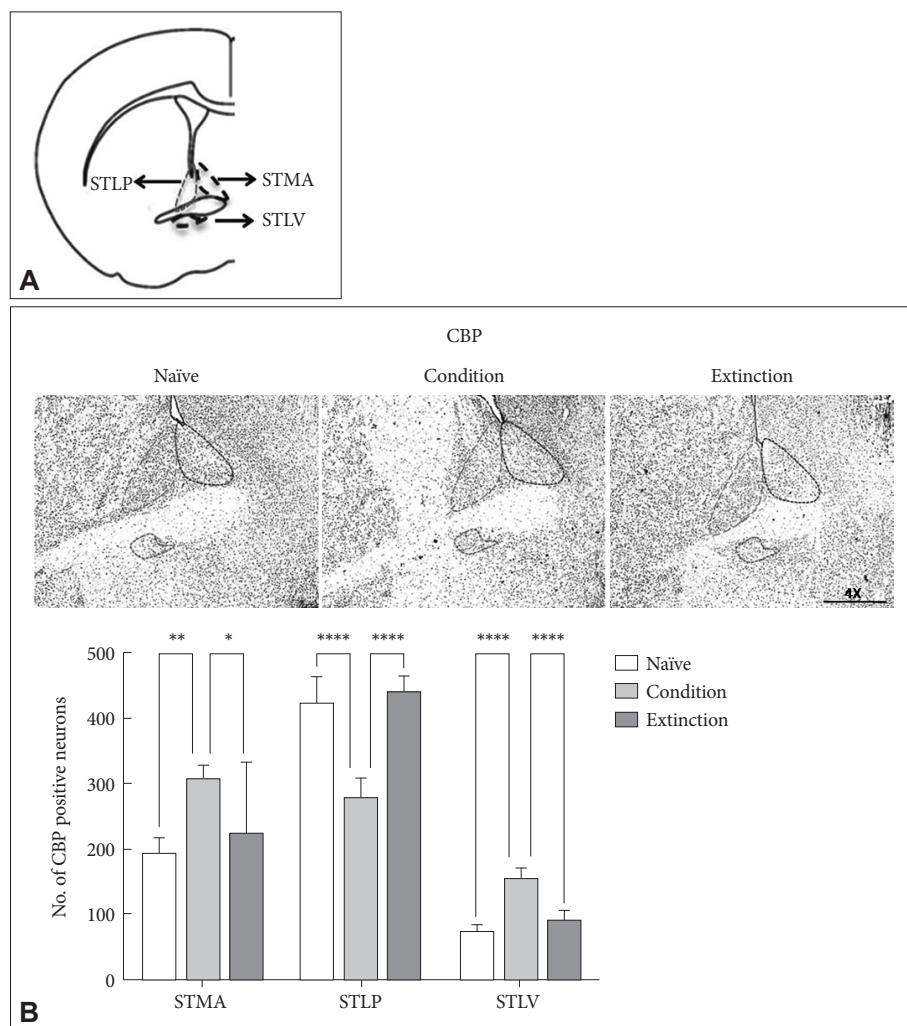 STLP
STMA
STLV
A
CBP
Naïve
Condition
Extinction
4X
** * **** **** **** ****
500
400
300
200
100
0
No. of CBP positive neurons
STMA
STLP
STLV
Naïve
Condition
Extinction
B